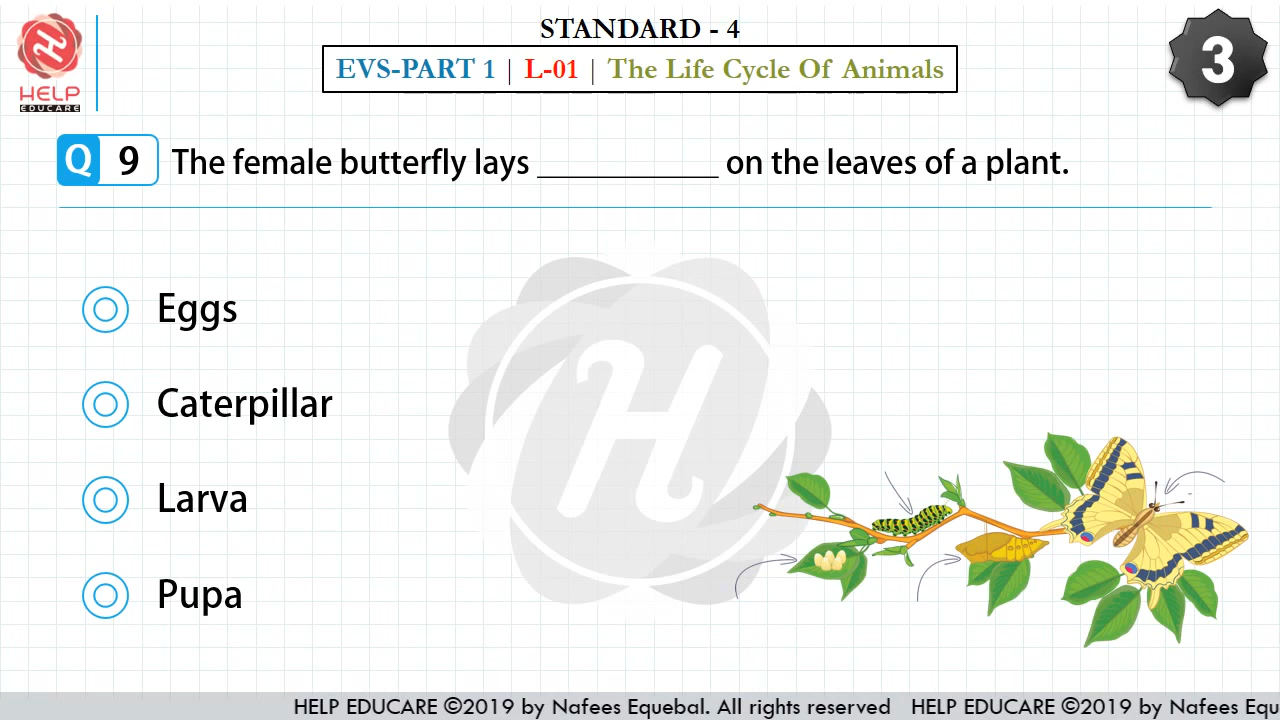 STANDARD - 4
HELP
EDUCARE
EVS-PART 1 | L-01 | The Life Cycle Of Animals
3
Q 9 The female butterfly lays ___________ on the leaves of a plant.
Eggs
Caterpillar
Larva
Pupa
HELP EDUCARE ©2019 by Nafees Equebal. All rights reserved HELP EDUCARE ©2019 by Nafees Equ